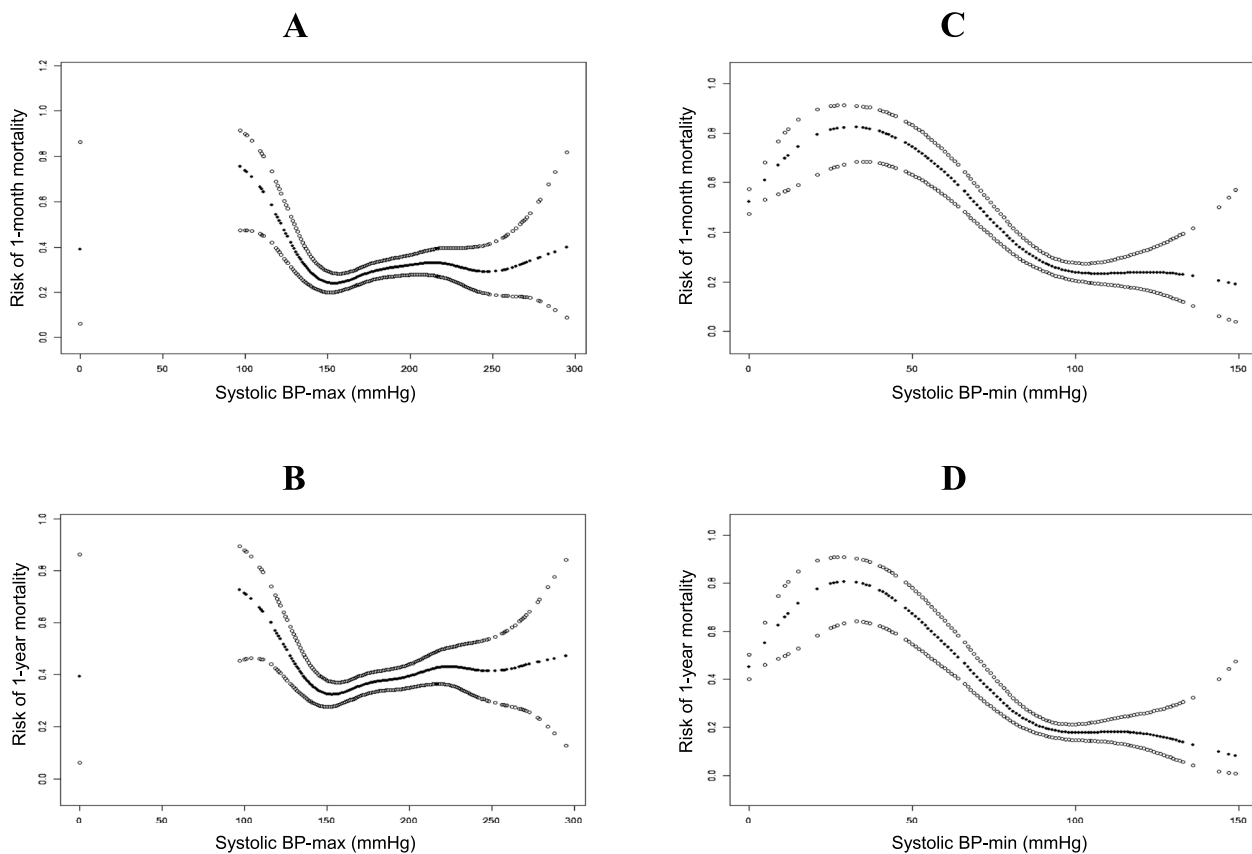 A
Risk of 1-month mortality
0.0 0.2 0.4 0.6 0.8 1.0 1.2
0 50 100 150 200 250 300
Systolic BP-max (mmHg)
C
Risk of 1-month mortality
0.0 0.2 0.4 0.6 0.8 1.0
0 50 100 150
Systolic BP-min (mmHg)
B
Risk of 1-year mortality
0.0 0.2 0.4 0.6 0.8 1.0
0 50 100 150 200 250 300
Systolic BP-max (mmHg)
D
Risk of 1-year mortality
0.0 0.2 0.4 0.6 0.8 1.0
0 50 100 150
Systolic BP-min (mmHg)